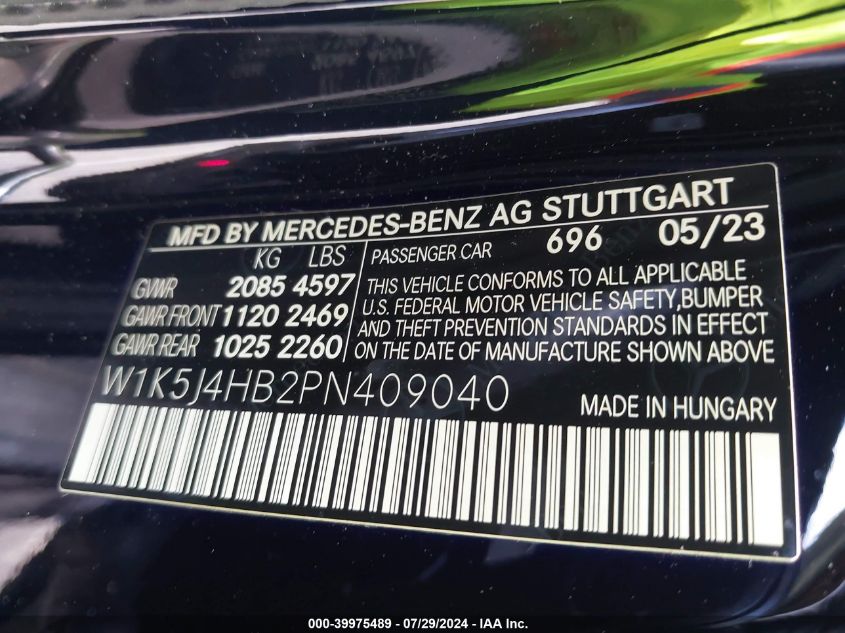 MFD BY MERCEDES-BENZ AG STUTTGART
KG LBS
GVWR 2085 4597
GAWR FRONT 1120 2469
GAWR REAR 1025 2260
PASSENGER CAR 696 05/23
THIS VEHICLE CONFORMS TO ALL APPLICABLE
U.S. FEDERAL MOTOR VEHICLE SAFETY,BUMPER
AND THEFT PREVENTION STANDARDS IN EFFECT
ON THE DATE OF MANUFACTURE SHOWN ABOVE
W1K5J4HB2PN409040
MADE IN HUNGARY
000-39975489 - 07/29/2024 - IAA Inc.